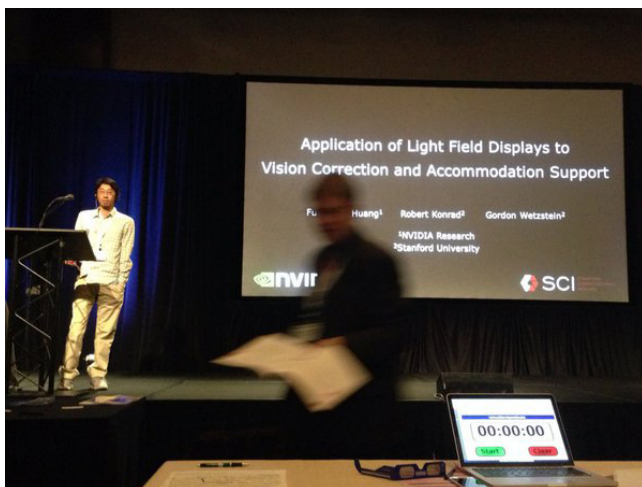 Application of Light Field Displays to
Vision Correction and Accommodation Support
Huang¹ Robert Konrad² Gordon Wetzstein²
¹NVIDIA Research
²Stanford University
SCI
00:00:00
Start
Clear